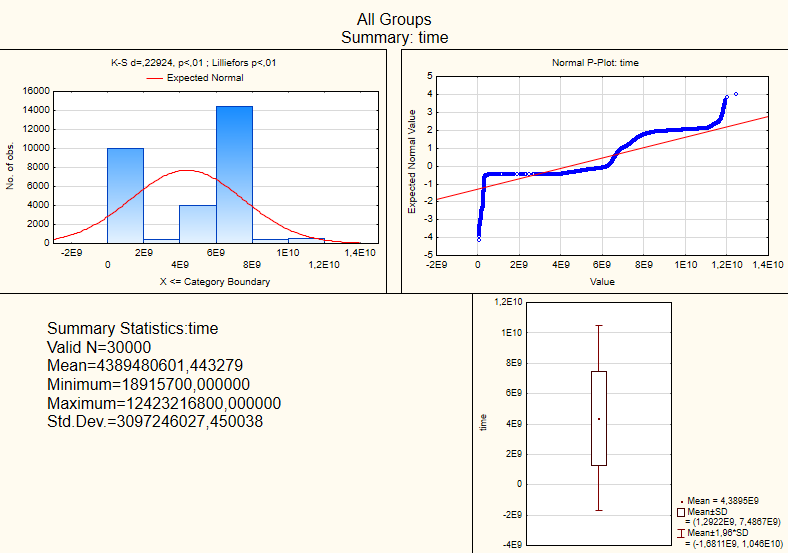 All Groups
Summary: time
K-S d=,22924, p<,01 ; Lilliefors p<,01
Expected Normal
16000
14000
12000
10000
8000
6000
4000
2000
0
No. of obs.
-2E9 2E9 6E9 1E10 1,4E10
0 4E9 8E9 1,2E10
X <= Category Boundary
Normal P-Plot: time
5
4
3
2
1
0
-1
-2
-3
-4
-5
Expected Normal Value
-2E9 0 2E9 4E9 6E9 8E9 1E10 1,2E10 1,4E10
Value
Summary Statistics:time
Valid N=30000
Mean=4389480601,443279
Minimum=18915700,000000
Maximum=12423216800,000000
Std.Dev.=3097246027,450038
1,2E10
1E10
8E9
6E9
4E9
2E9
0
-2E9
-4E9
time
Mean = 4,3895E9
Mean±SD
= (1,2922E9, 7,4867E9)
Mean±1,96*SD
= (-1,6811E9, 1,046E10)